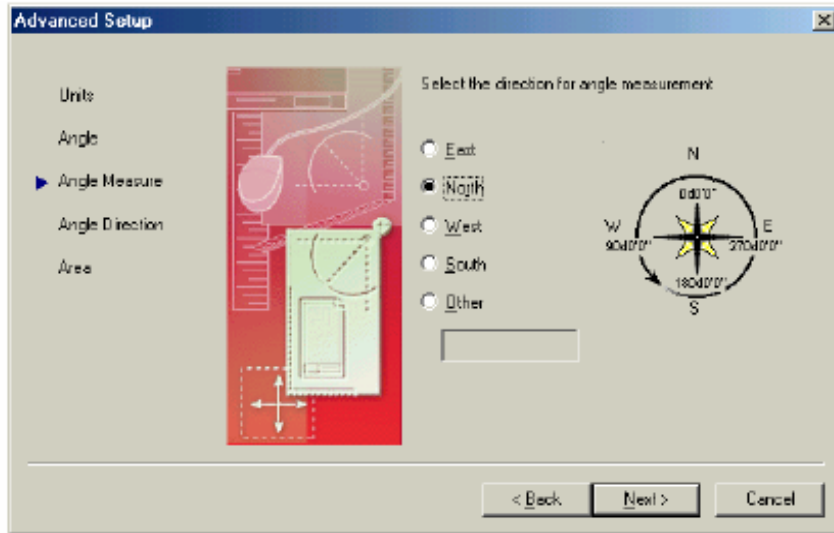 Advanced Setup
Units
Angle
Angle Measure
Angle Direction
Area
Select the direction for angle measurement
East
North
West
South
Other
N
0d0'0"
W
E
90d0'0"
270d0'0"
180d0'0"
S
< Back
Next >
Cancel